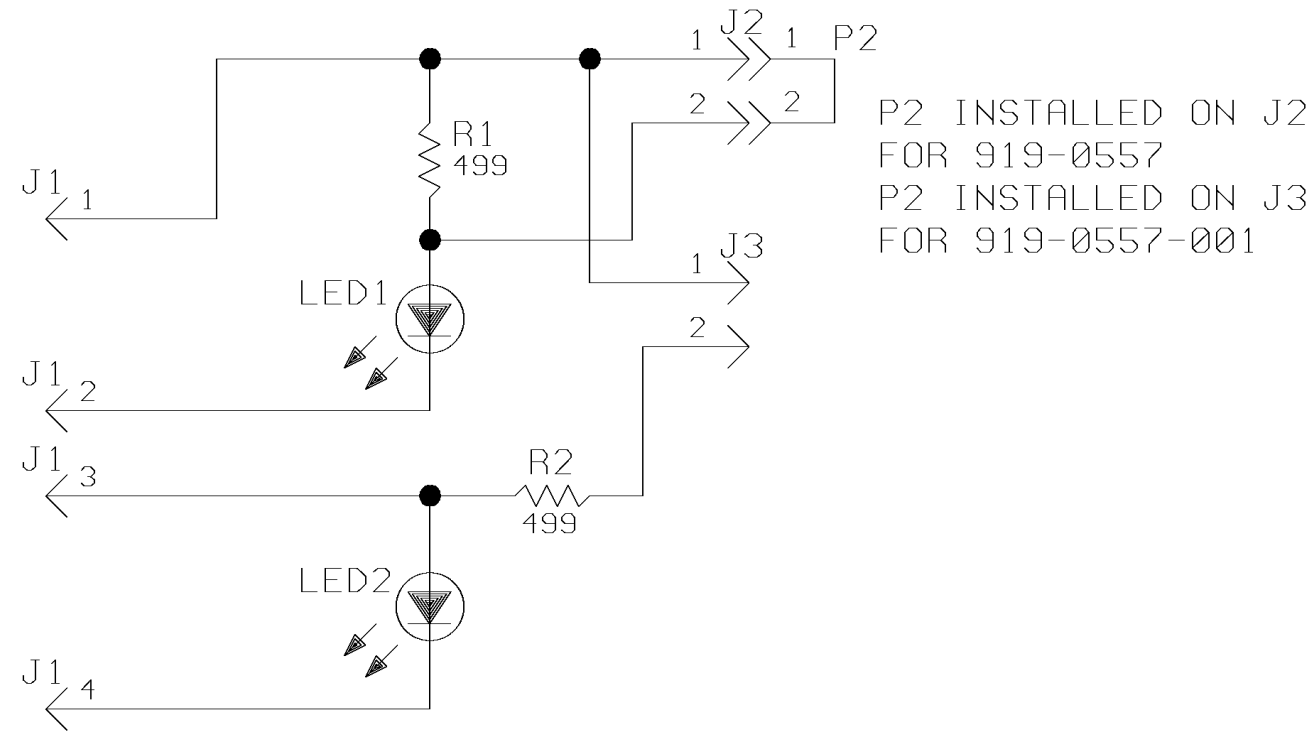 J2
1 1 P2
2 2
P2 INSTALLED ON J2
FOR 919-0557
P2 INSTALLED ON J3
FOR 919-0557-001
R1
499
J1
1
J3
1
2
LED1
J1
2
J1
3
R2
499
LED2
J1
4